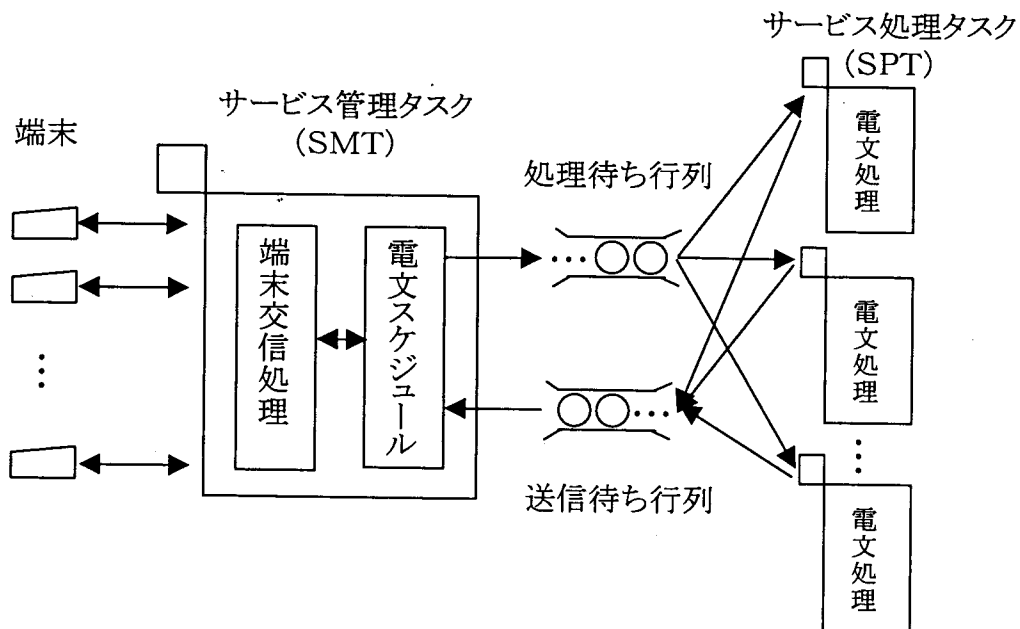 端末
サービス管理タスク
(SMT)
端末交信処理
電文スケジュール
処理待ち行列
送信待ち行列
サービス処理タスク
(SPT)
電文処理
電文処理
電文処理